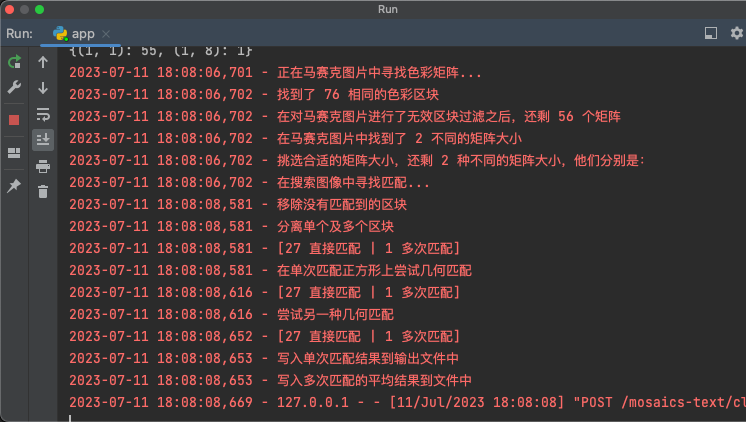 Run
Run:
app
{(1, 1): 55, (1, 8): 1}
2023-07-11 18:08:06,701 - 正在马赛克图片中寻找色彩矩阵...
2023-07-11 18:08:06,702 - 找到了 76 相同的色彩区块
2023-07-11 18:08:06,702 - 在对马赛克图片进行了无效区块过滤之后，还剩 56 个矩阵
2023-07-11 18:08:06,702 - 在马赛克图片中找到了 2 不同的矩阵大小
2023-07-11 18:08:06,702 - 挑选合适的矩阵大小，还剩 2 种不同的矩阵大小，他们分别是：
2023-07-11 18:08:06,702 - 在搜索图像中寻找匹配...
2023-07-11 18:08:08,581 - 移除没有匹配到的区块
2023-07-11 18:08:08,581 - 分离单个及多个区块
2023-07-11 18:08:08,581 - [27 直接匹配 | 1 多次匹配]
2023-07-11 18:08:08,581 - 在单次匹配正方形上尝试几何匹配
2023-07-11 18:08:08,616 - [27 直接匹配 | 1 多次匹配]
2023-07-11 18:08:08,616 - 尝试另一种几何匹配
2023-07-11 18:08:08,652 - [27 直接匹配 | 1 多次匹配]
2023-07-11 18:08:08,653 - 写入单次匹配结果到输出文件中
2023-07-11 18:08:08,653 - 写入多次匹配的平均结果到文件中
2023-07-11 18:08:08,669 - 127.0.0.1 - - [11/Jul/2023 18:08:08] "POST /mosaics-text/cl